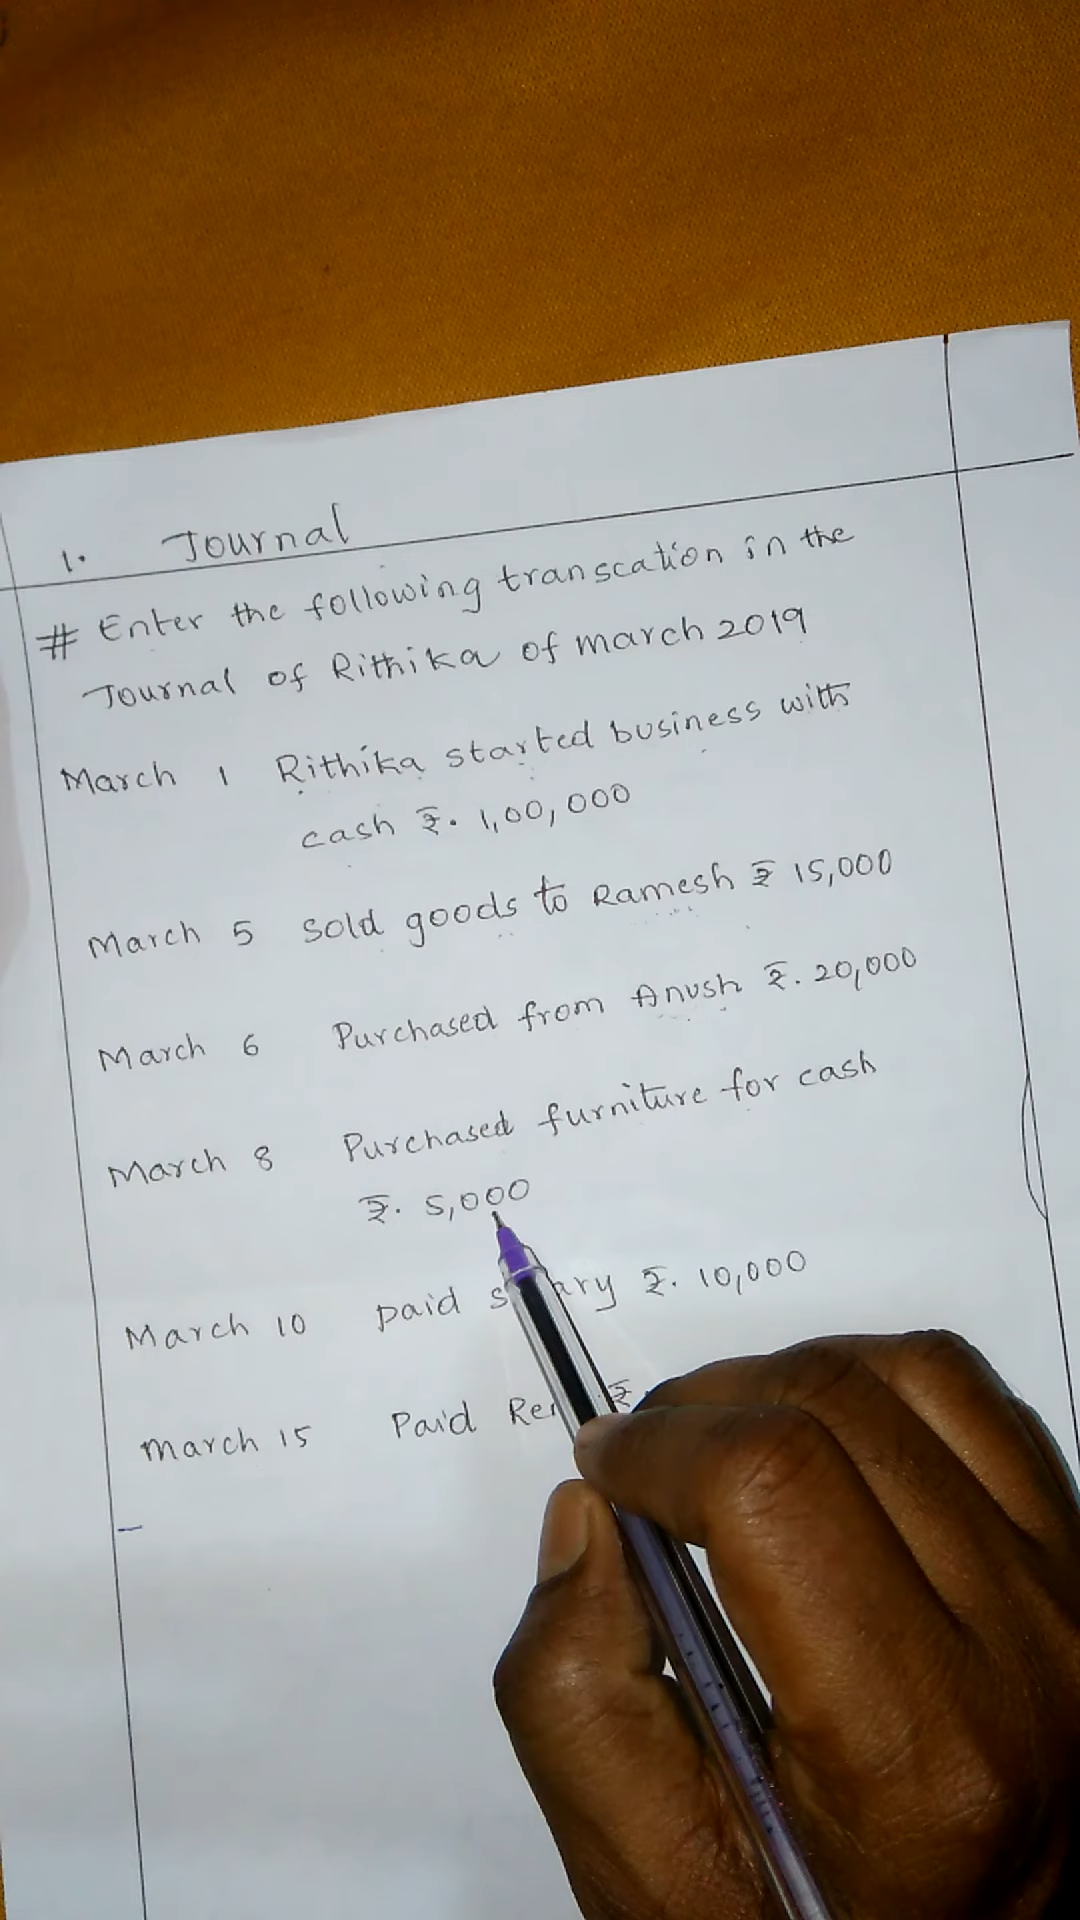 1. Journal
# Enter the following transcation in the
Journal of Rithika of march 2019
March 1 Rithika started business with
cash ₹. 1,00,000
March 5 Sold goods to Ramesh ₹ 15,000
March 6 Purchased from Anush ₹. 20,000
March 8 Purchased furniture for cash
₹. 5,000
March 10 paid ₹. 10,000
March 15 Paid ₹.